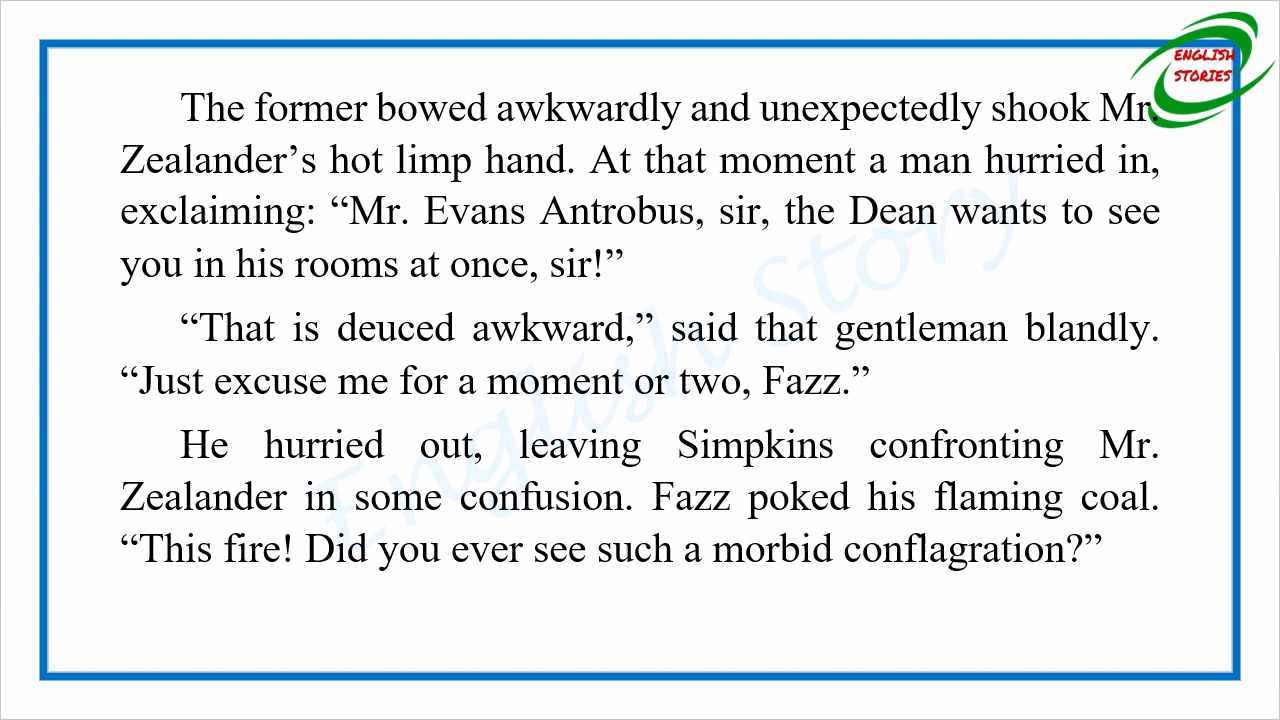 ENGLISH
STORIES
The former bowed awkwardly and unexpectedly shook Mr.
Zealander’s hot limp hand. At that moment a man hurried in,
exclaiming: “Mr. Evans Antrobus, sir, the Dean wants to see
you in his rooms at once, sir!”
“That is deuced awkward,” said that gentleman blandly.
“Just excuse me for a moment or two, Fazz.”
He hurried out, leaving Simpkins confronting Mr.
Zealander in some confusion. Fazz poked his flaming coal.
“This fire! Did you ever see such a morbid conflagration?”
English Story